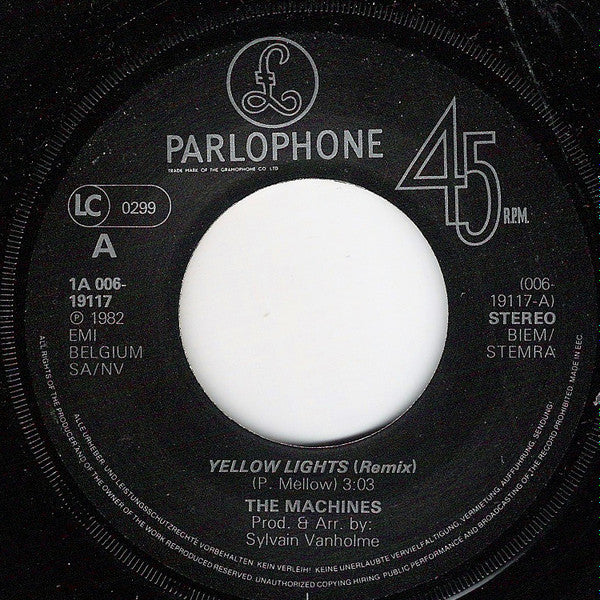 £
PARLOPHONE
TRADE MARK OF THE GRAMOPHONE CO LTD
45
R.P.M.
LC 0299
A
1A 006-
19117
℗ 1982
EMI
BELGIUM
SA/NV
(006-
19117-A)
STEREO
BIEM/
STEMRA
YELLOW LIGHTS (Remix)
(P. Mellow) 3:03
THE MACHINES
Prod. & Arr. by:
Sylvain Vanholme
ALLE URHEBER UND LEISTUNGSSCHUTZRECHTE VORBEHALTEN. KEIN VERLEIH! KEINE UNERLAUBTE VERVIELFÄLTIGUNG, VERMIETUNG, AUFFÜHRUNG, SENDUNG!
ALL RIGHTS OF THE PRODUCER AND OF THE OWNER OF THE WORK REPRODUCED RESERVED. UNAUTHORIZED COPYING HIRING PUBLIC PERFORMANCE AND BROADCASTING OF THE RECORD PROHIBITED. MADE IN EEC